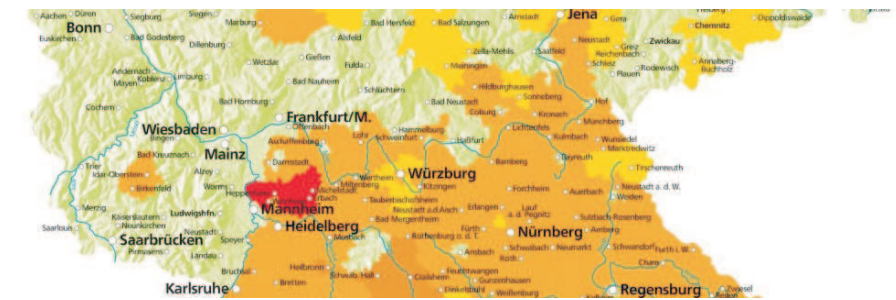 Aachen
Düren
Siegburg
Siegen
Marburg
Bad Hersfeld
Bad Salzungen
Arnstadt
Jena
Gera
Freiberg
Dippoldiswalde
Bonn
Chemnitz
Euskirchen
Bad Godesberg
Dillenburg
Alsfeld
Zella-Mehlis
Saalfeld
Neustadt
Greiz
Zwickau
Reichenbach
Wetzlar
Gießen
Fulda
Meiningen
Schleiz
Rodewisch
Annaberg-
Buchholz
Plauen
Andernach
Mayen
Koblenz
Limburg
Bad Nauheim
Schlüchtern
Hildburghausen
Sonneberg
Cochem
Bad Homburg
Bad Neustadt
Coburg
Hof
Kronach
Münchberg
Frankfurt/M.
Offenbach
Wiesbaden
Bingen
Hammelburg
Lichtenfels
Kulmbach
Aschaffenburg
Lohr
Schweinfurt
Haßfurt
Wunsiedel
Marktredwitz
Mainz
Bad Kreuznach
Darmstadt
Bamberg
Bayreuth
Trier
Idar-Oberstein
Alzey
Wertheim
Würzburg
Tirschenreuth
Birkenfeld
Worms
Heppenheim
Michelstadt
Erbach
Miltenberg
Kitzingen
Forchheim
Auerbach
Neustadt a. d. W.
Weiden
Merzig
Mannheim
Tauberbischofsheim
Neustadt a.d.Aisch
Erlangen
Lauf
a. d. Pegnitz
Kaiserslautern
Ludwigshfn.
Bad-Mergentheim
Sulzbach-Rosenberg
Saarlouis
Neunkirchen
Heidelberg
Fürth
Nürnberg
Amberg
Saarbrücken
Neustadt
Speyer
Mosbach
Rothenburg o. d. T.
Pirmasens
Landau
Ansbach
Schwabach
Neumarkt
Schwandorf
Furth i. W.
Roth
Cham
Bruchsal
Heilbronn
Schwäb. Hall
Crailsheim
Feuchtwangen
Gunzenhausen
Karlsruhe
Bretten
Dinkelsbühl
Weißenburg
Kelheim
Regensburg
Zwiesel
Regen